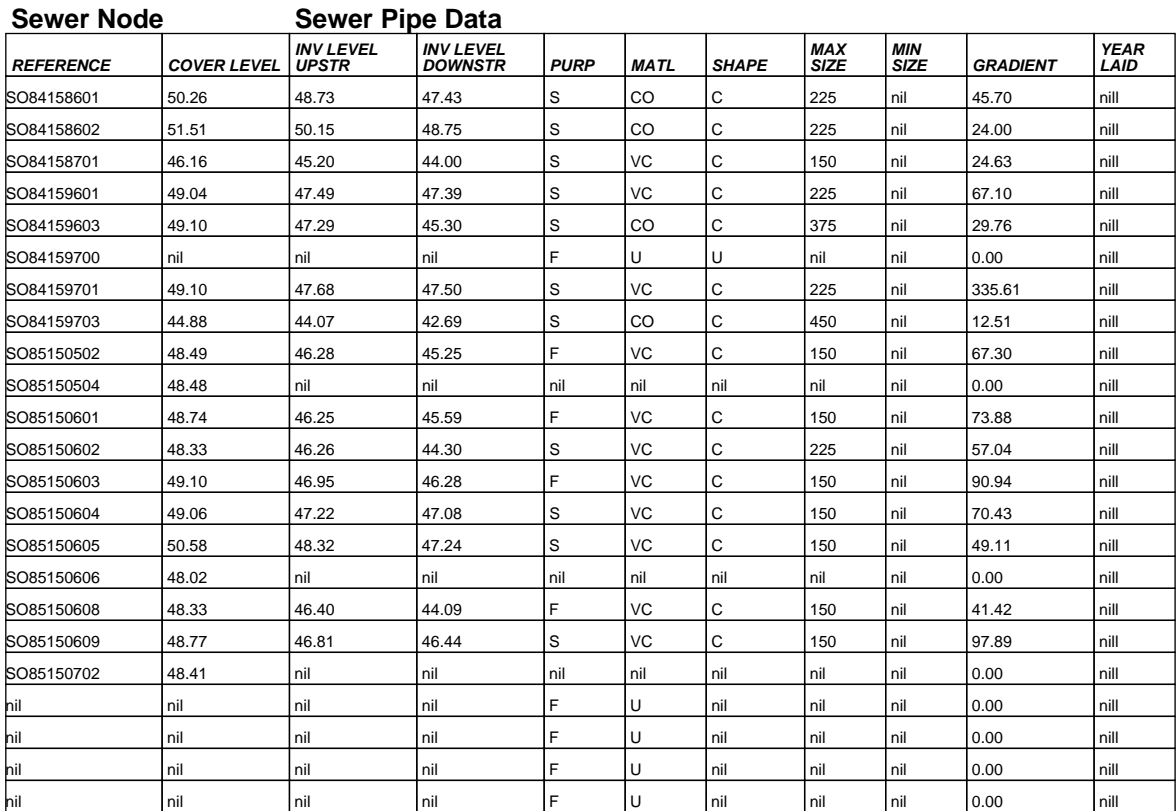 Sewer Node Sewer Pipe Data
REFERENCE COVER LEVEL INV LEVEL UPSTR INV LEVEL DOWNSTR PURP MATL SHAPE MAX SIZE MIN SIZE GRADIENT YEAR LAID
SO84158601 50.26 48.73 47.43 S CO C 225 nil 45.70 nill
SO84158602 51.51 50.15 48.75 S CO C 225 nil 24.00 nill
SO84158701 46.16 45.20 44.00 S VC C 150 nil 24.63 nill
SO84159601 49.04 47.49 47.39 S VC C 225 nil 67.10 nill
SO84159603 49.10 47.29 45.30 S CO C 375 nil 29.76 nill
SO84159700 nil nil nil F U U nil nil 0.00 nill
SO84159701 49.10 47.68 47.50 S VC C 225 nil 335.61 nill
SO84159703 44.88 44.07 42.69 S CO C 450 nil 12.51 nill
SO85150502 48.49 46.28 45.25 F VC C 150 nil 67.30 nill
SO85150504 48.48 nil nil nil nil nil nil nil 0.00 nill
SO85150601 48.74 46.25 45.59 F VC C 150 nil 73.88 nill
SO85150602 48.33 46.26 44.30 S VC C 225 nil 57.04 nill
SO85150603 49.10 46.95 46.28 F VC C 150 nil 90.94 nill
SO85150604 49.06 47.22 47.08 S VC C 150 nil 70.43 nill
SO85150605 50.58 48.32 47.24 S VC C 150 nil 49.11 nill
SO85150606 48.02 nil nil nil nil nil nil nil 0.00 nill
SO85150608 48.33 46.40 44.09 F VC C 150 nil 41.42 nill
SO85150609 48.77 46.81 46.44 S VC C 150 nil 97.89 nill
SO85150702 48.41 nil nil nil nil nil nil nil 0.00 nill
nil nil nil nil F U nil nil nil 0.00 nill
nil nil nil nil F U nil nil nil 0.00 nill
nil nil nil nil F U nil nil nil 0.00 nill
nil nil nil nil F U nil nil nil 0.00 nill